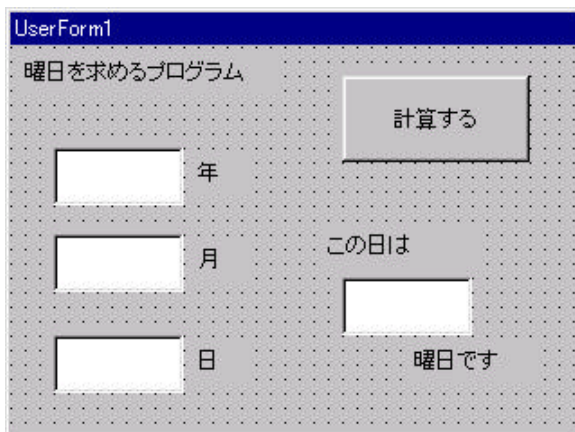 UserForm1
曜日を求めるプログラム
計算する
年
月
この日は
日
曜日です